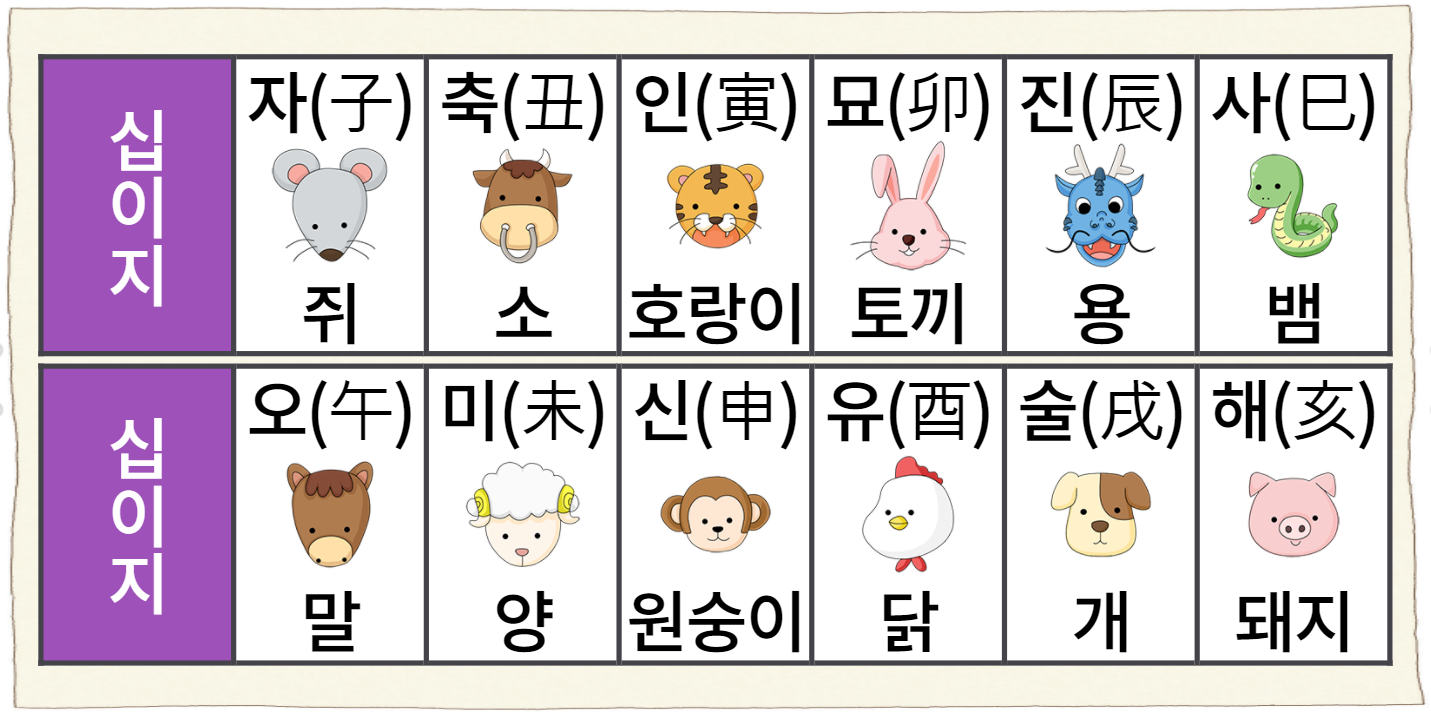 십이지
자(子) 축(丑) 인(寅) 묘(卯) 진(辰) 사(巳)
쥐 소 호랑이 토끼 용 뱀
십이지
오(午) 미(未) 신(申) 유(酉) 술(戌) 해(亥)
말 양 원숭이 닭 개 돼지